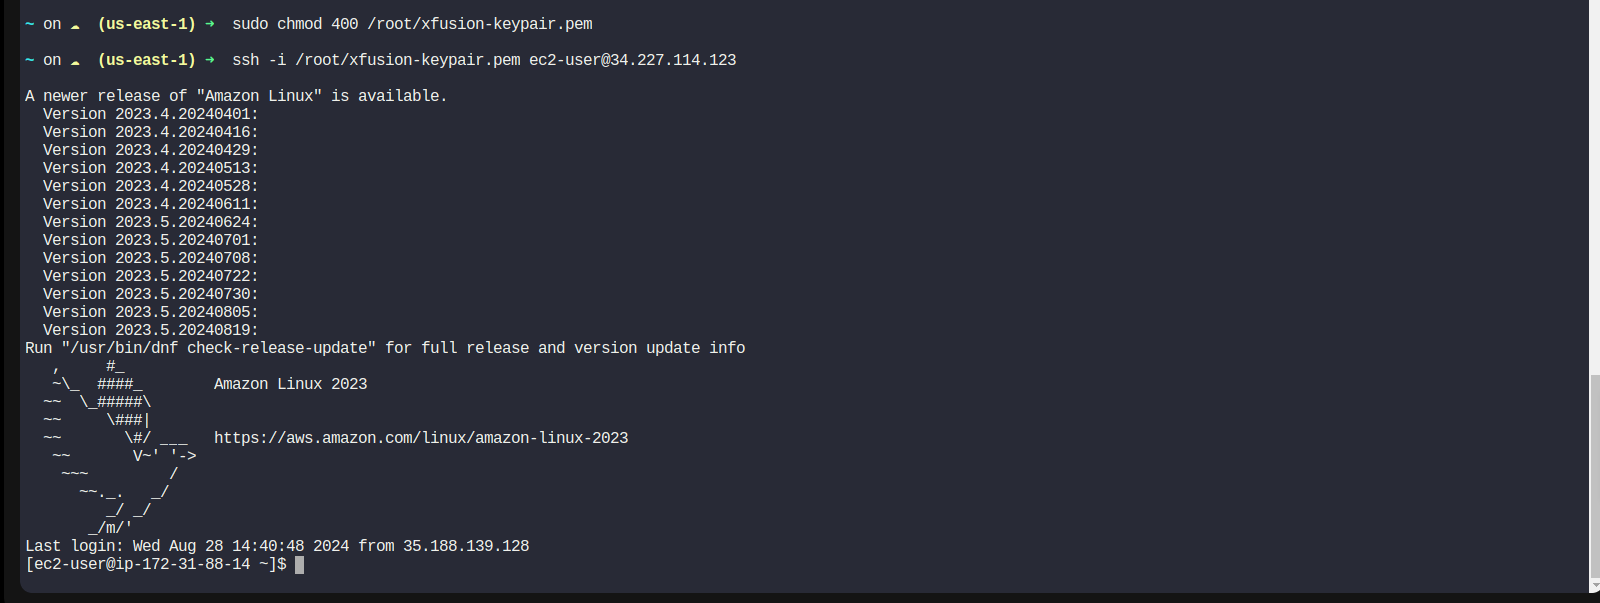 ~ on ☁  (us-east-1) ➜  sudo chmod 400 /root/xfusion-keypair.pem
~ on ☁  (us-east-1) ➜  ssh -i /root/xfusion-keypair.pem ec2-user@34.227.114.123
A newer release of "Amazon Linux" is available.
  Version 2023.4.20240401:
  Version 2023.4.20240416:
  Version 2023.4.20240429:
  Version 2023.4.20240513:
  Version 2023.4.20240528:
  Version 2023.4.20240611:
  Version 2023.5.20240624:
  Version 2023.5.20240701:
  Version 2023.5.20240708:
  Version 2023.5.20240722:
  Version 2023.5.20240730:
  Version 2023.5.20240805:
  Version 2023.5.20240819:
Run "/usr/bin/dnf check-release-update" for full release and version update info
   ,     #_
   ~\_  ####_        Amazon Linux 2023
  ~~  \_#####\
  ~~     \###|
  ~~       \#/ ___   https://aws.amazon.com/linux/amazon-linux-2023
   ~~       V~' '->
    ~~~         /
      ~~._.   _/
         _/ _/
       _/m/'
Last login: Wed Aug 28 14:40:48 2024 from 35.188.139.128
[ec2-user@ip-172-31-88-14 ~]$